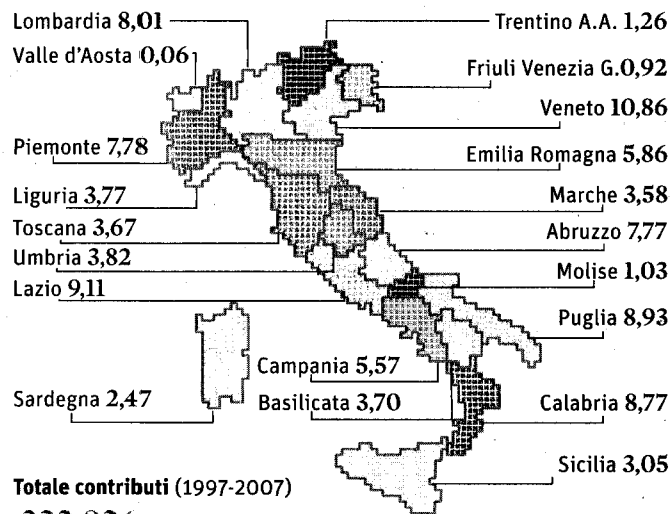 Lombardia 8,01
Trentino A.A. 1,26
Valle d'Aosta 0,06
Friuli Venezia G.0,92
Veneto 10,86
Piemonte 7,78
Emilia Romagna 5,86
Liguria 3,77
Marche 3,58
Toscana 3,67
Abruzzo 7,77
Umbria 3,82
Molise 1,03
Lazio 9,11
Puglia 8,93
Campania 5,57
Sardegna 2,47
Basilicata 3,70
Calabria 8,77
Sicilia 3,05
Totale contributi (1997-2007)